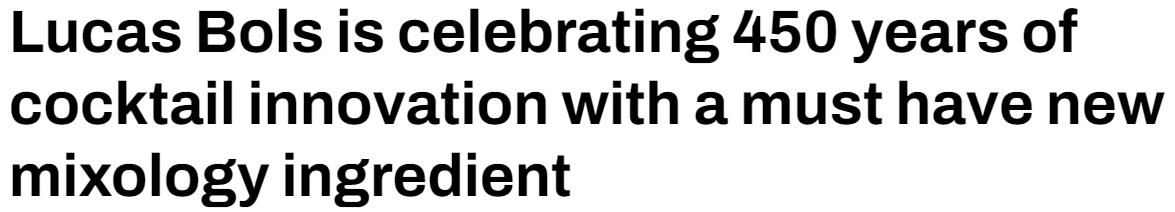 Lucas Bols is celebrating 450 years of
cocktail innovation with a must have new
mixology ingredient